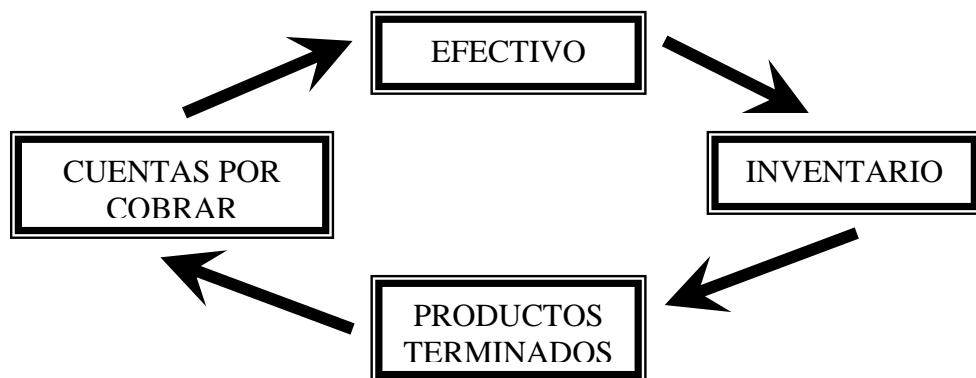 EFECTIVO
CUENTAS POR
COBRAR
INVENTARIO
PRODUCTOS
TERMINADOS